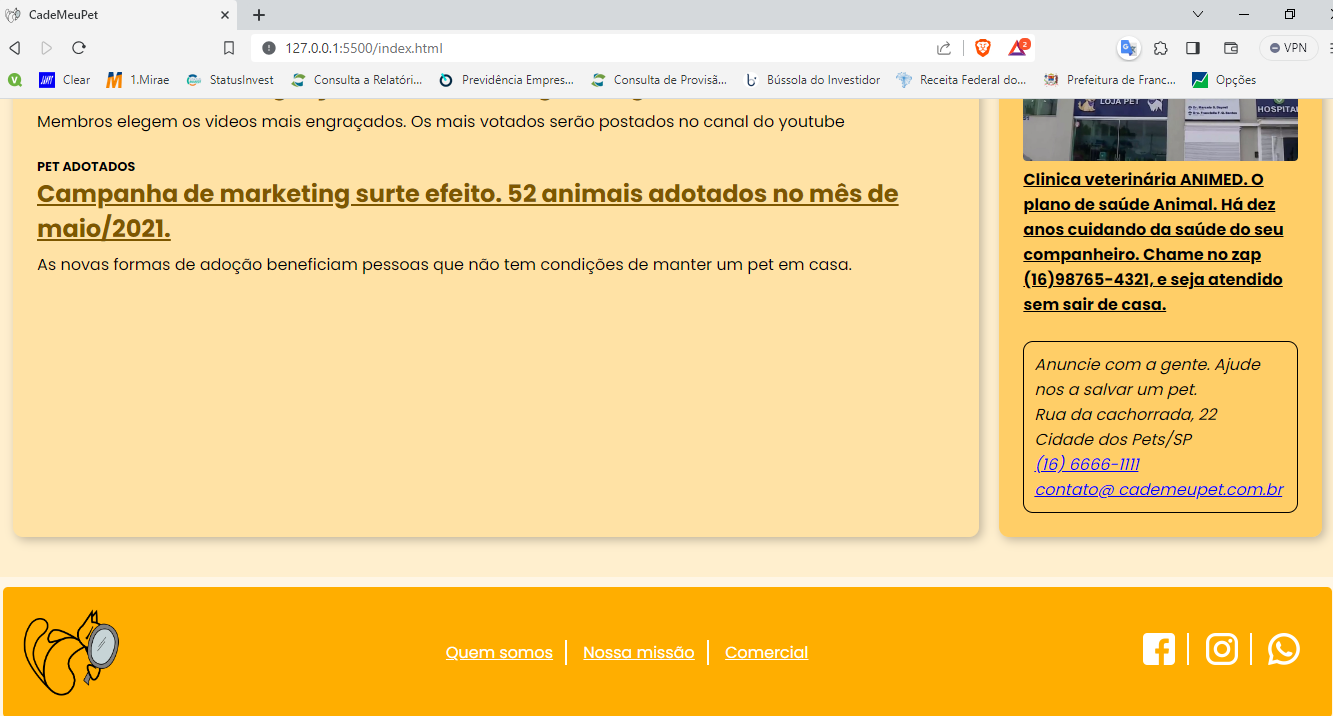 CadeMeuPet
127.0.0.1:5500/index.html
2
VPN
Clear
1.Mirae
StatusInvest
Consulta a Relatóri...
Previdência Empres...
Consulta de Provisã...
Bússola do Investidor
Receita Federal do...
Prefeitura de Franc...
Opções
Membros elegem os videos mais engraçados. Os mais votados serão postados no canal do youtube
PET ADOTADOS
Campanha de marketing surte efeito. 52 animais adotados no mês de
maio/2021.
As novas formas de adoção beneficiam pessoas que não tem condições de manter um pet em casa.
LOJA PET
HOSPITAL
Clinica veterinária ANIMED. O
plano de saúde Animal. Há dez
anos cuidando da saúde do seu
companheiro. Chame no zap
(16)98765-4321, e seja atendido
sem sair de casa.
Anuncie com a gente. Ajude
nos a salvar um pet.
Rua da cachorrada, 22
Cidade dos Pets/SP
(16) 6666-1111
contato@ cademeupet.com.br
Quem somos
Nossa missão
Comercial